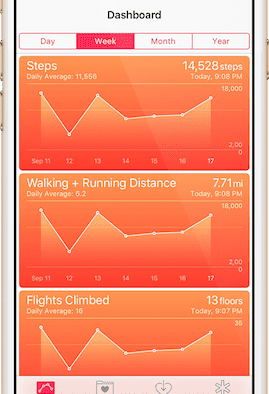 Dashboard
Day Week Month Year
Steps 14,528 steps
Daily Average: 11,556 Today, 9:08 PM
18,000
2,00
0
Sep 11 12 13 14 15 16 17
Walking + Running Distance 7.71 mi
Daily Average: 6.2 Today, 9:08 PM
18,000
2,00
0
Sep 11 12 13 14 15 16 17
Flights Climbed 13 floors
Daily Average: 16 Today, 9:07 PM
36